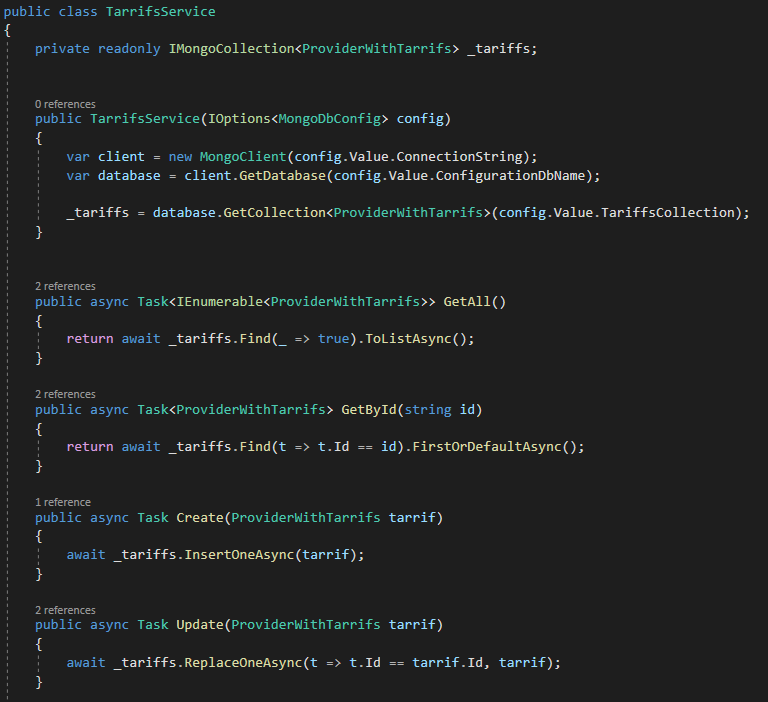 public class TarrifsService
{
private readonly IMongoCollection<ProviderWithTarrifs> _tariffs;
0 references
public TarrifsService(IOptions<MongoDbConfig> config)
{
var client = new MongoClient(config.Value.ConnectionString);
var database = client.GetDatabase(config.Value.ConfigurationDbName);
_tariffs = database.GetCollection<ProviderWithTarrifs>(config.Value.TariffsCollection);
}
2 references
public async Task<IEnumerable<ProviderWithTarrifs>> GetAll()
{
return await _tariffs.Find(_ => true).ToListAsync();
}
2 references
public async Task<ProviderWithTarrifs> GetById(string id)
{
return await _tariffs.Find(t => t.Id == id).FirstOrDefaultAsync();
}
1 reference
public async Task Create(ProviderWithTarrifs tarrif)
{
await _tariffs.InsertOneAsync(tarrif);
}
2 references
public async Task Update(ProviderWithTarrifs tarrif)
{
await _tariffs.ReplaceOneAsync(t => t.Id == tarrif.Id, tarrif);
}